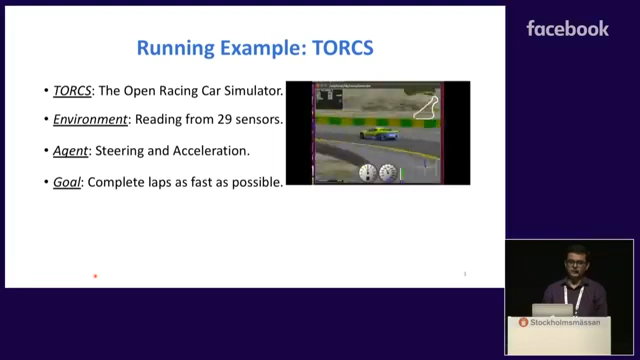 facebook
Running Example: TORCS
• TORCS: The Open Racing Car Simulator.
• Environment: Reading from 29 sensors.
• Agent: Steering and Acceleration.
• Goal: Complete laps as fast as possible.
Stockholmsmässan